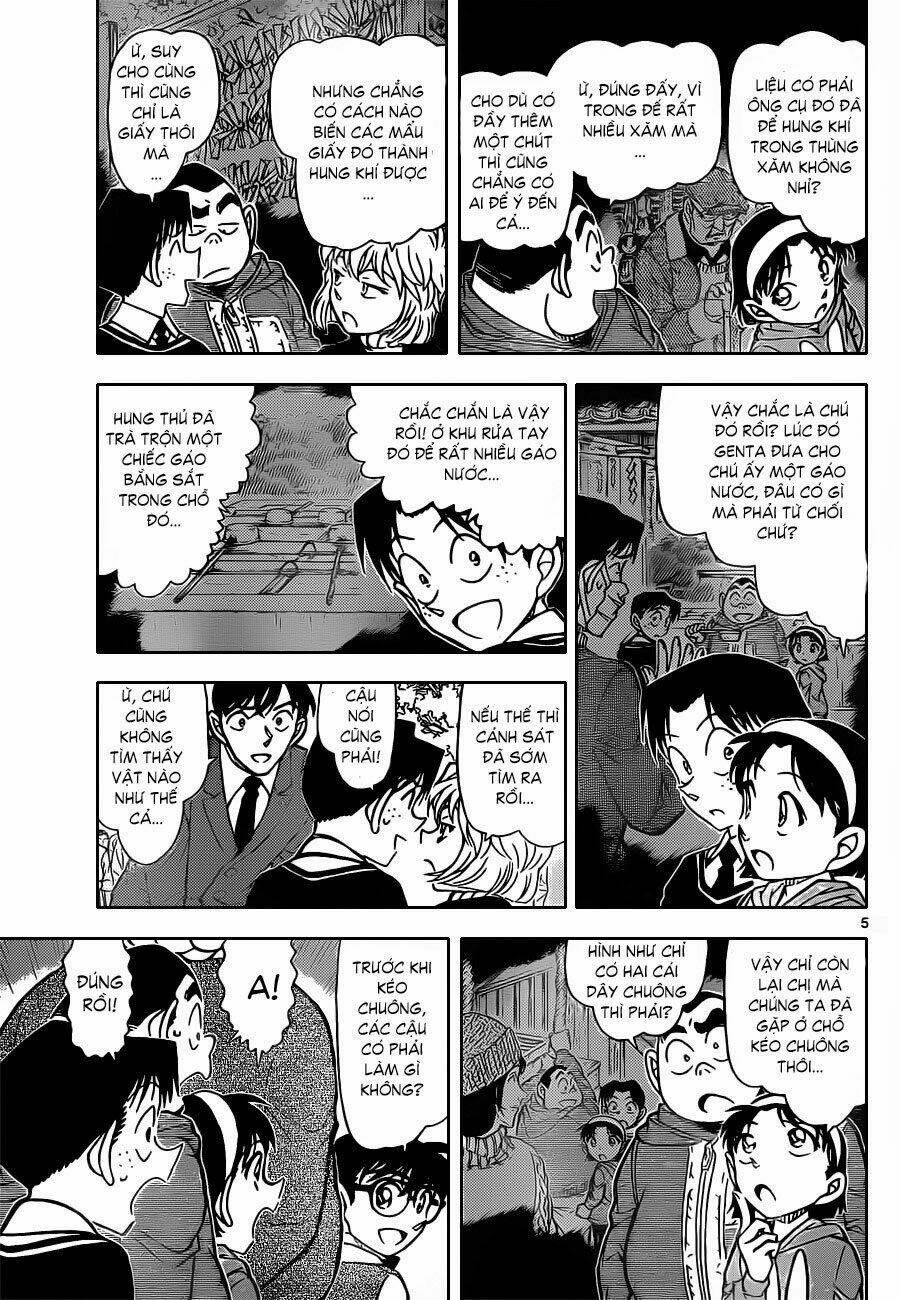 LIỆU CÓ PHẢI
ÔNG CỤ ĐÓ ĐÃ
ĐỂ HUNG KHÍ
TRONG THÙNG
XĂM KHÔNG
NHỈ?
Ừ, ĐÚNG ĐẤY, VÌ
TRONG ĐẾ RẤT
NHIỀU XĂM MÀ
...
CHO DÙ CÓ
ĐẦY THÊM
MỘT CHÚT
THÌ CŨNG
CHẲNG CÓ
AI ĐỂ Ý ĐẾN
CẢ...
NHƯNG CHẲNG
CÓ CÁCH NÀO
BIẾN CÁC MẨU
GIẤY ĐÓ THÀNH
HUNG KHÍ ĐƯỢC
...
Ừ, SUY
CHO CÙNG
THÌ CŨNG
CHỈ LÀ
GIẤY THÔI
MÀ
...
VẬY CHẮC LÀ CHÚ
ĐÓ RỒI? LÚC ĐÓ
GENTA ĐƯA CHO
CHÚ ẤY MỘT GÁO
NƯỚC, ĐÂU CÓ GÌ
MÀ PHẢI TỪ CHỐI
CHỨ?
CHẮC CHẮN LÀ VẬY
RỒI! Ở KHU RỬA TAY
ĐÓ ĐỂ RẤT NHIỀU GÁO
NƯỚC...
HUNG THỦ ĐÃ
TRÀ TRỘN MỘT
CHIẾC GÁO
BẰNG SẮT
TRONG CHỖ
ĐÓ...
NẾU THẾ THÌ
CẢNH SÁT
ĐÃ SỚM
TÌM RA
RỒI...
CẬU
NÓI
CŨNG
PHẢI!
Ừ, CHÚ
CŨNG
KHÔNG
TÌM THẤY
VẬT NÀO
NHƯ THẾ
CẢ...
5
VẬY CHỈ CÒN
LẠI CHỊ MÀ
CHÚNG TA ĐÃ
GẶP Ở CHỖ
KÉO CHUÔNG
THÔI...
HÌNH NHƯ CHỈ
CÓ HAI CÁI
DÂY CHUÔNG
THÌ PHẢI?
TRƯỚC KHI
KÉO
CHUÔNG,
CÁC CẬU
CÓ PHẢI
LÀM GÌ
KHÔNG?
A!
ĐÚNG
RỒI!